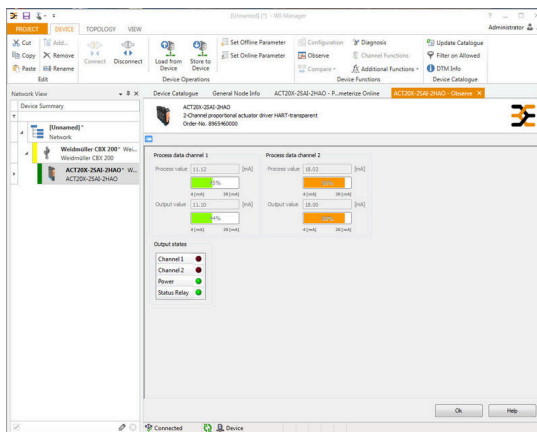 [Unnamed] (*) - WI-Manager
PROJECT DEVICE TOPOLOGY VIEW Administrator
Cut Add...
Copy Remove
Paste Rename
Edit
Connect Disconnect
Load from Device Store to Device
Set Offline Parameter
Set Online Parameter
Device Operations
Configuration Diagnosis
Observe Channel Functions
Compare Additional Functions
Device Functions
Update Catalogue
Filter on Allowed
DTM Info
Device Catalogue
Network View
Device Catalogue General Node Info ACT20X-2SAI-2HAO - P...meterize Online ACT20X-2SAI-2HAO - Observe
Device Summary
[Unnamed]*
Network
Weidmüller CBX 200* Wei...
Weidmüller CBX 200
ACT20X-2SAI-2HAO* W...
ACT20X-2SAI-2HAO
ACT20X-2SAI-2HAO
2-Channel proportional actuator driver HART-transparent
Order-No. 8965460000
Process data channel 1
Process value 11.12 [mA]
4 [mA] 20 [mA]
Output value 11.10 [mA]
44%
4 [mA] 20 [mA]
Process data channel 2
Process value 18.02 [mA]
4 [mA] 20 [mA]
Output value 18.00 [mA]
4 [mA] 20 [mA]
Output states
Channel 1
Channel 2
Power
Status Relay
Ok Help
Connected Device